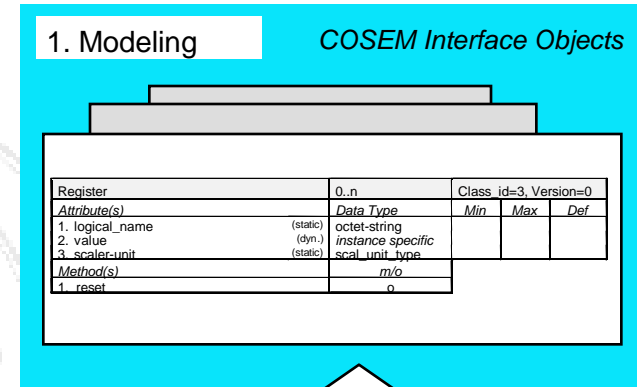 1. Modeling COSEM Interface Objects
Register 0..n Class_id=3, Version=0
Attribute(s) Data Type Min Max Def
1. logical_name (static) octet-string
2. value (dyn.) instance specific
3. scaler-unit (static) scal_unit_type
Method(s) m/o
1. reset o